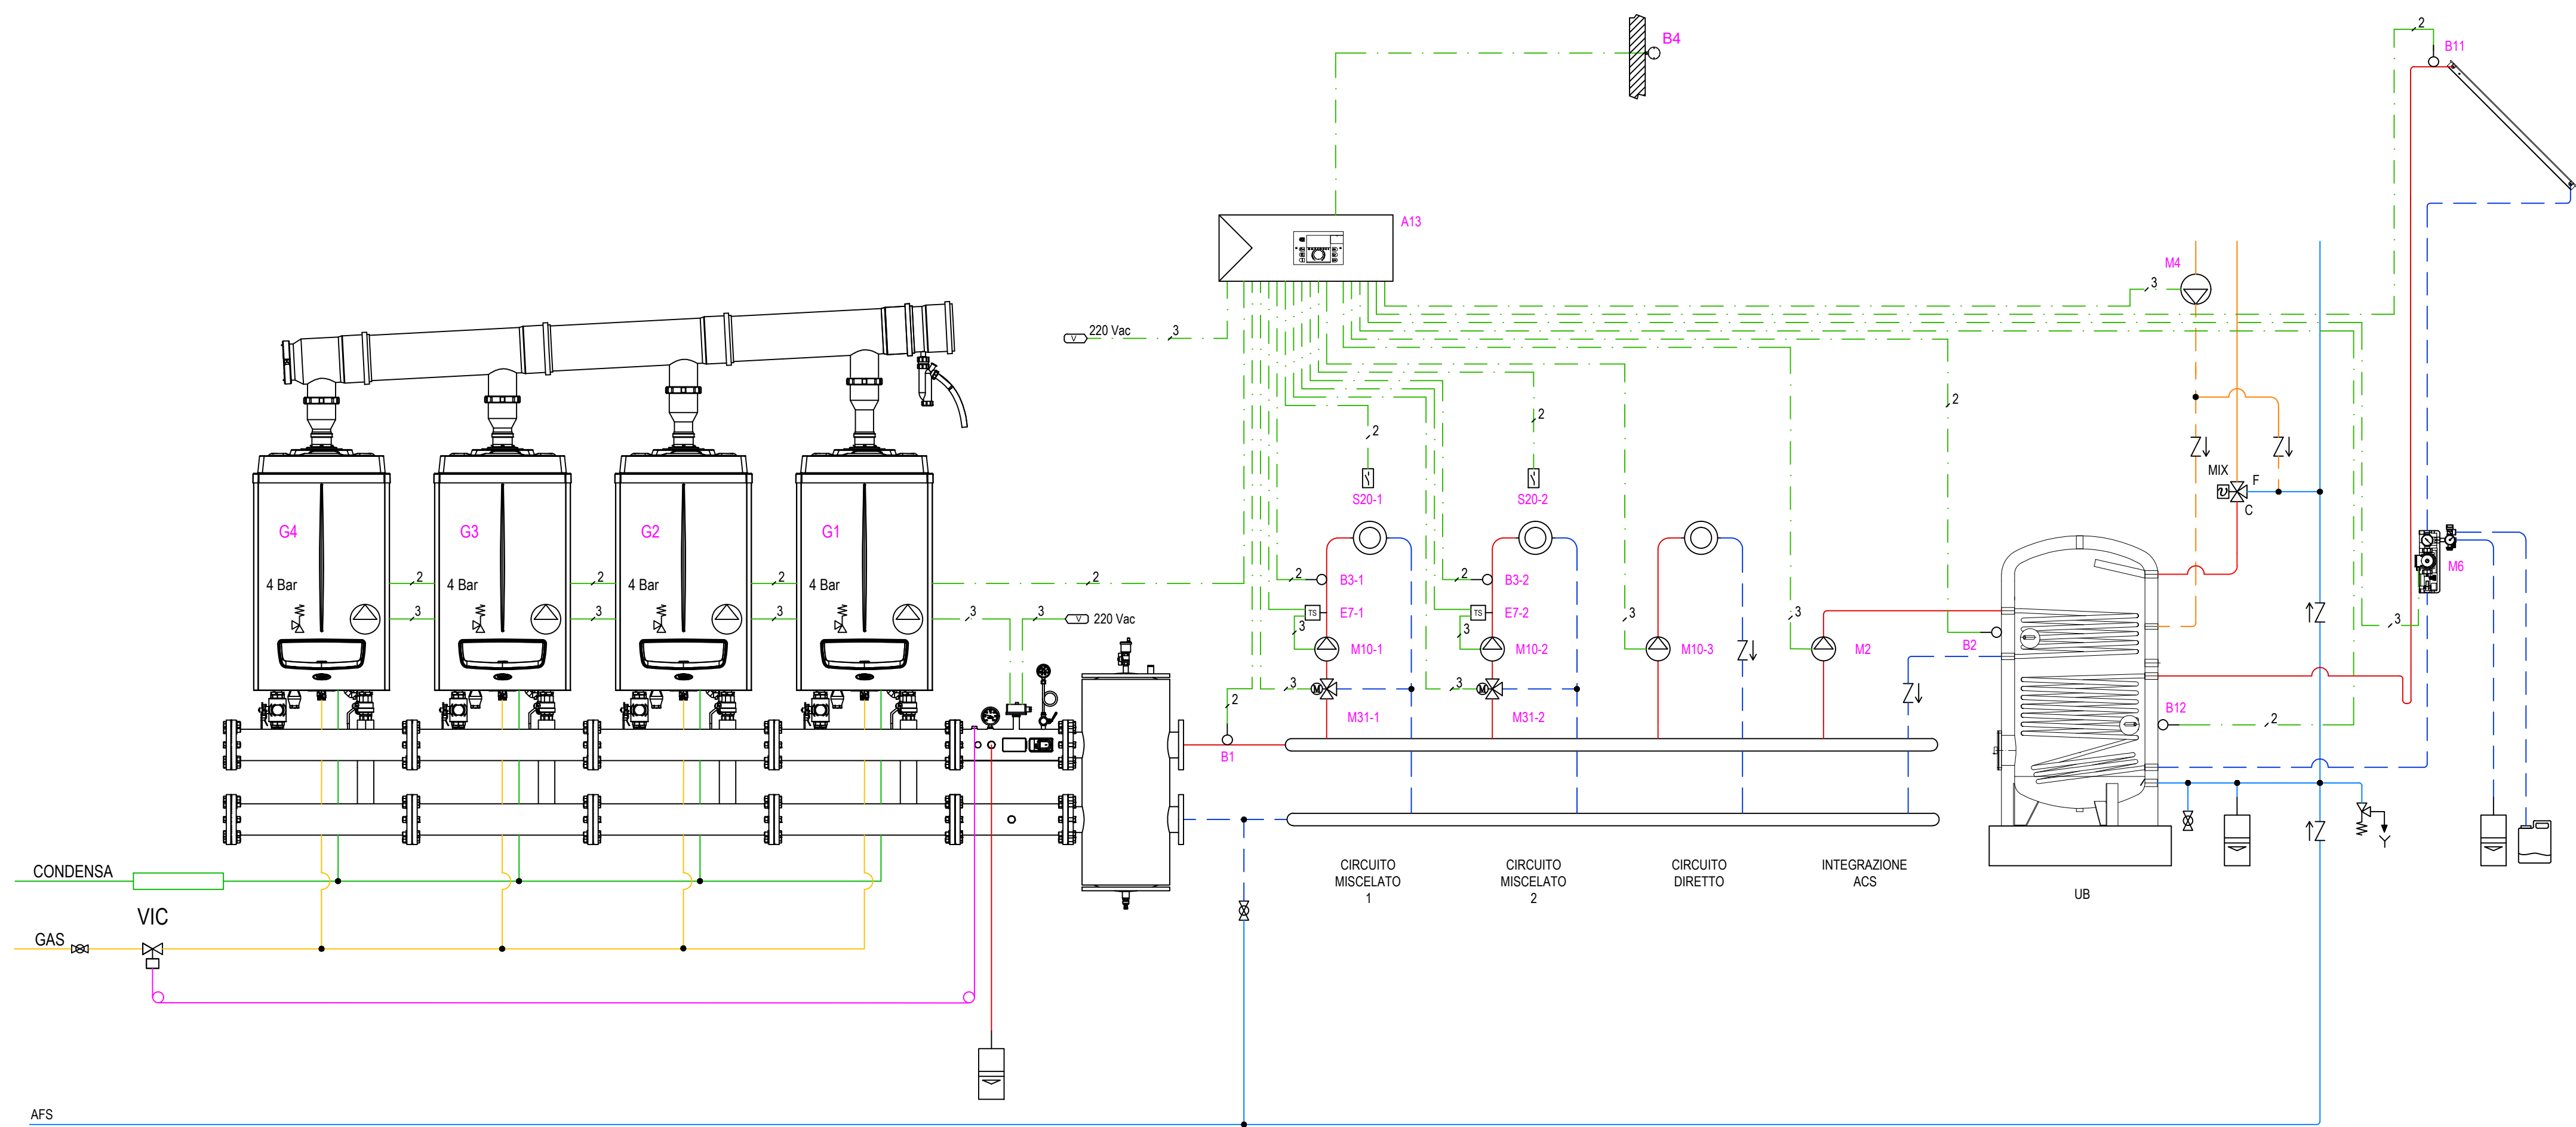 2
B4
B11
A13
M4
3
220 Vac
3
V
2
2
2
MIX
F
C
S20-1
S20-2
G4
G3
G2
G1
4 Bar
4 Bar
4 Bar
4 Bar
2
2
2
2
2
B3-1
2
B3-2
M6
3
3
3
3
3
V
220 Vac
TS
E7-1
TS
E7-2
3
3
3
3
3
M10-1
M10-2
M10-3
M2
B2
3
M
3
M
2
M31-1
M31-2
B12
2
B1
CONDENSA
VIC
GAS
CIRCUITO
MISCELATO
1
CIRCUITO
MISCELATO
2
CIRCUITO
DIRETTO
INTEGRAZIONE
ACS
UB
AFS